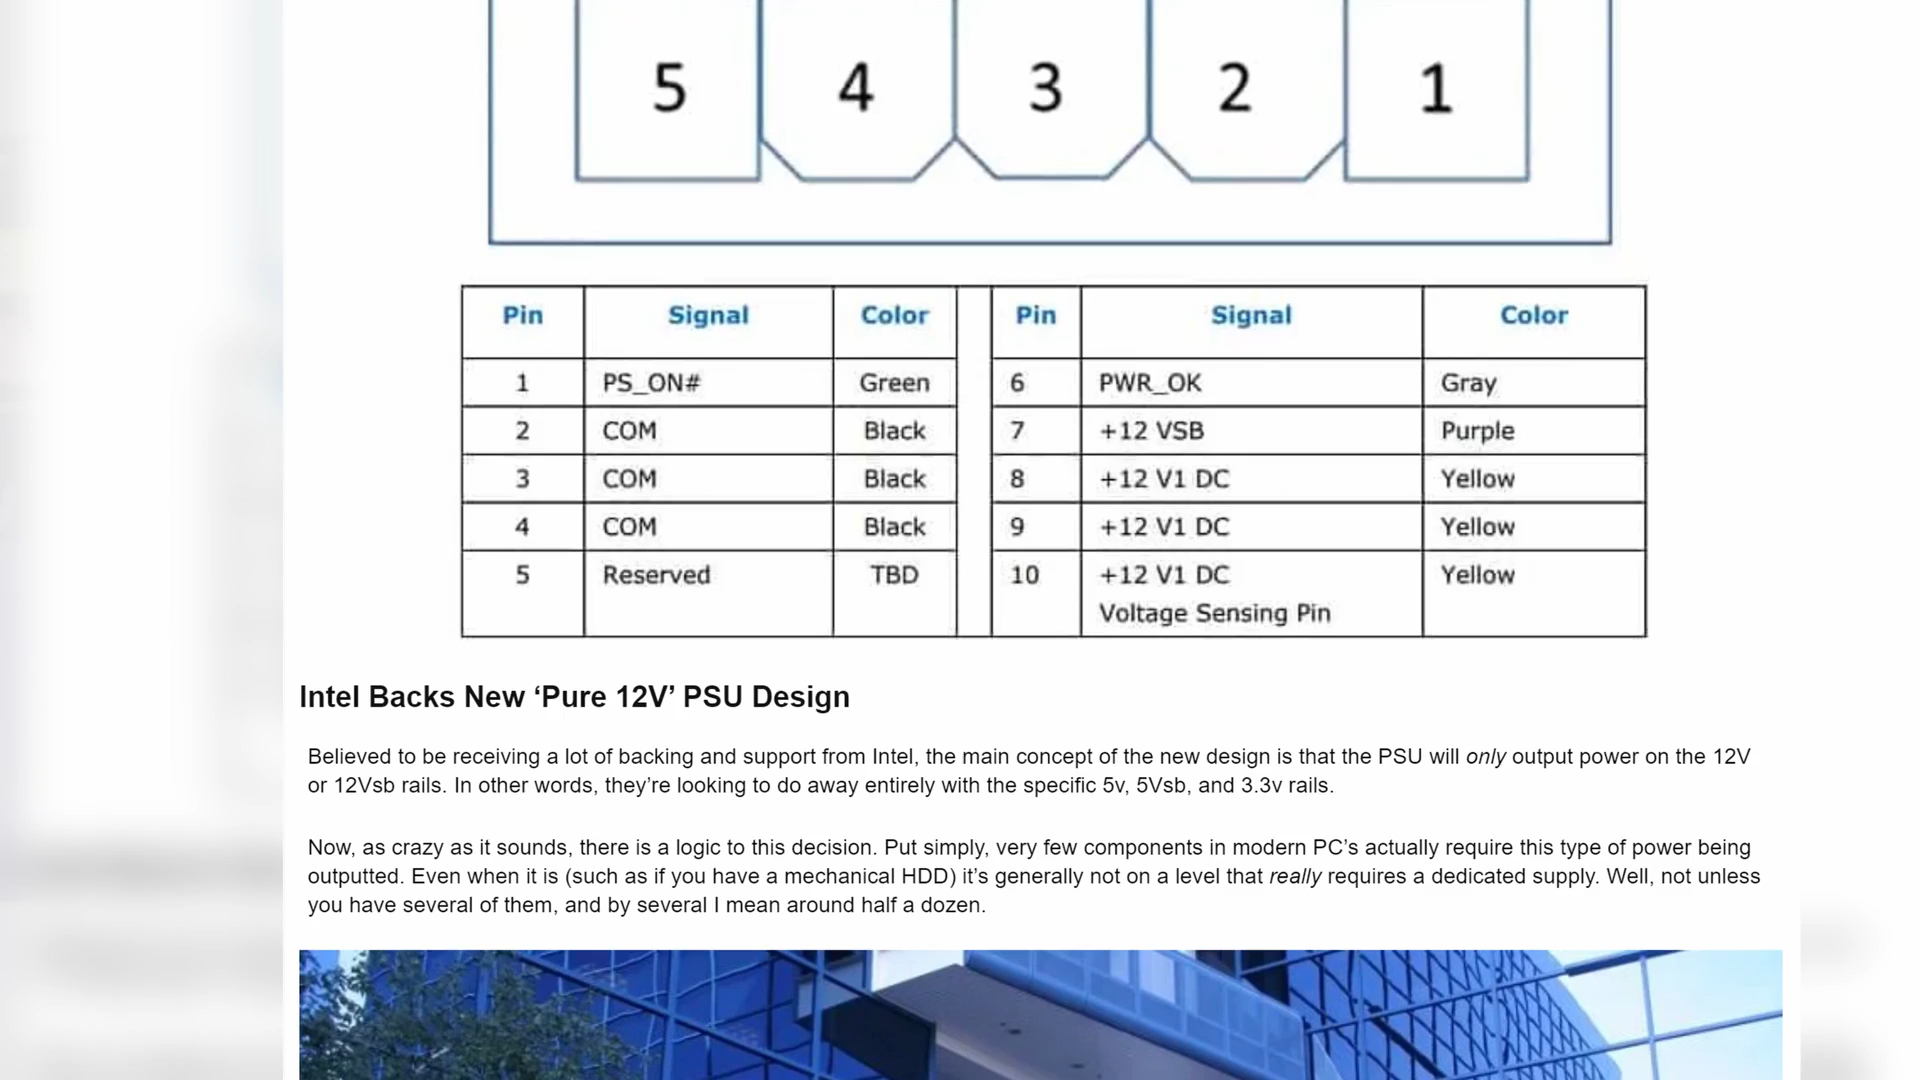 5 4 3 2 1
Pin Signal Color Pin Signal Color
1 PS_ON# Green 6 PWR_OK Gray
2 COM Black 7 +12 VSB Purple
3 COM Black 8 +12 V1 DC Yellow
4 COM Black 9 +12 V1 DC Yellow
5 Reserved TBD 10 +12 V1 DC Yellow
Voltage Sensing Pin
Intel Backs New ‘Pure 12V’ PSU Design
Believed to be receiving a lot of backing and support from Intel, the main concept of the new design is that the PSU will only output power on the 12V
or 12Vsb rails. In other words, they’re looking to do away entirely with the specific 5v, 5Vsb, and 3.3v rails.
Now, as crazy as it sounds, there is a logic to this decision. Put simply, very few components in modern PC’s actually require this type of power being
outputted. Even when it is (such as if you have a mechanical HDD) it’s generally not on a level that really requires a dedicated supply. Well, not unless
you have several of them, and by several I mean around half a dozen.